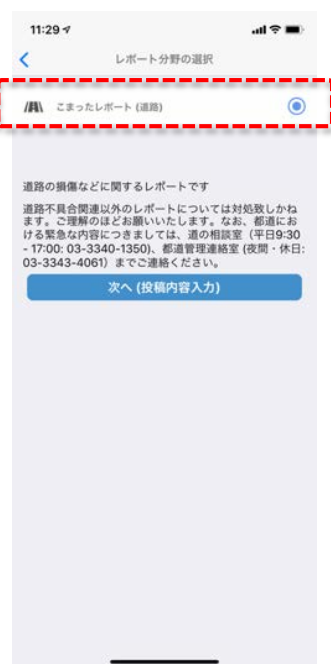 11:29
レポート分野の選択
こまったレポート (道路)
道路の損傷などに関するレポートです
道路不具合関連以外のレポートについては対処致しかね
ます。ご理解のほどお願いいたします。なお、都道にお
ける緊急な内容につきましては、道の相談室（平日9:30
- 17:00: 03-3340-1350)、都道管理連絡室 (夜間・休日:
03-3343-4061）までご連絡ください。
次へ (投稿内容入力)